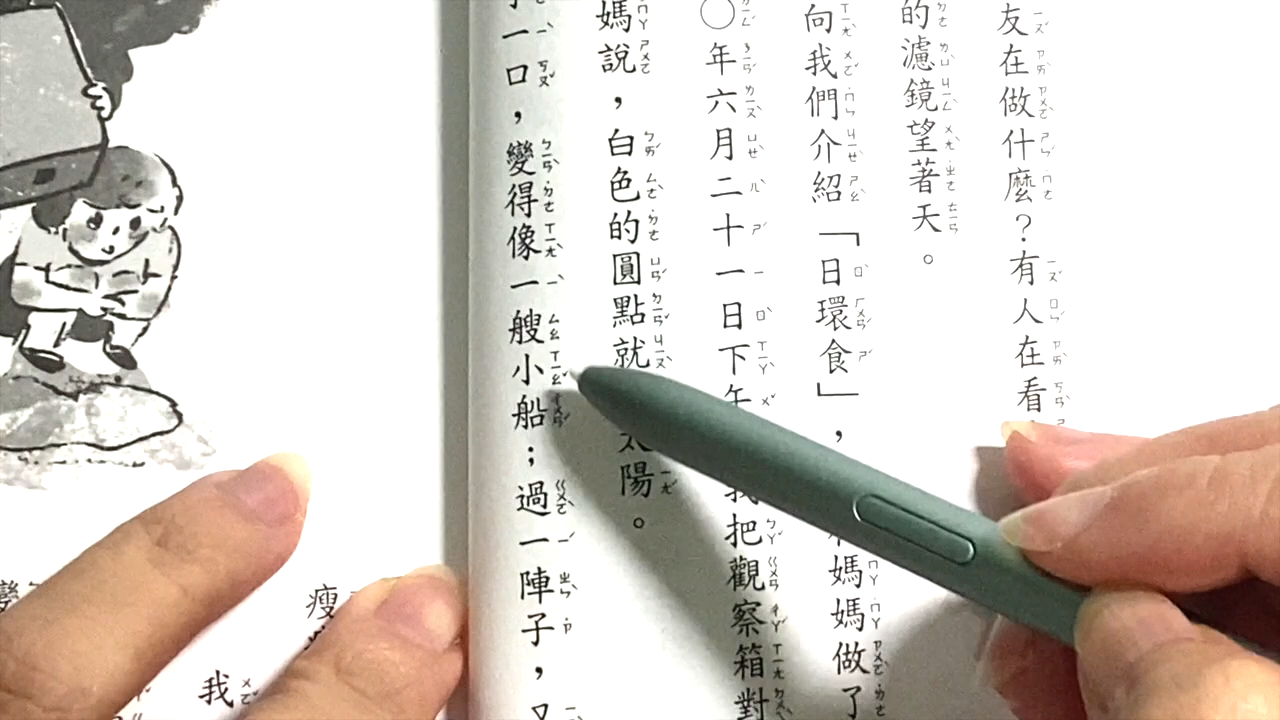 友在做什麼？有人在看
的濾鏡望著天。
向我們介紹「日環食」，
媽媽做了
〇年六月二十一日下午
我把觀察箱對
媽說，白色的圓點就
太陽。
一口，變得像一艘小船；過一陣子，只
瘦
我